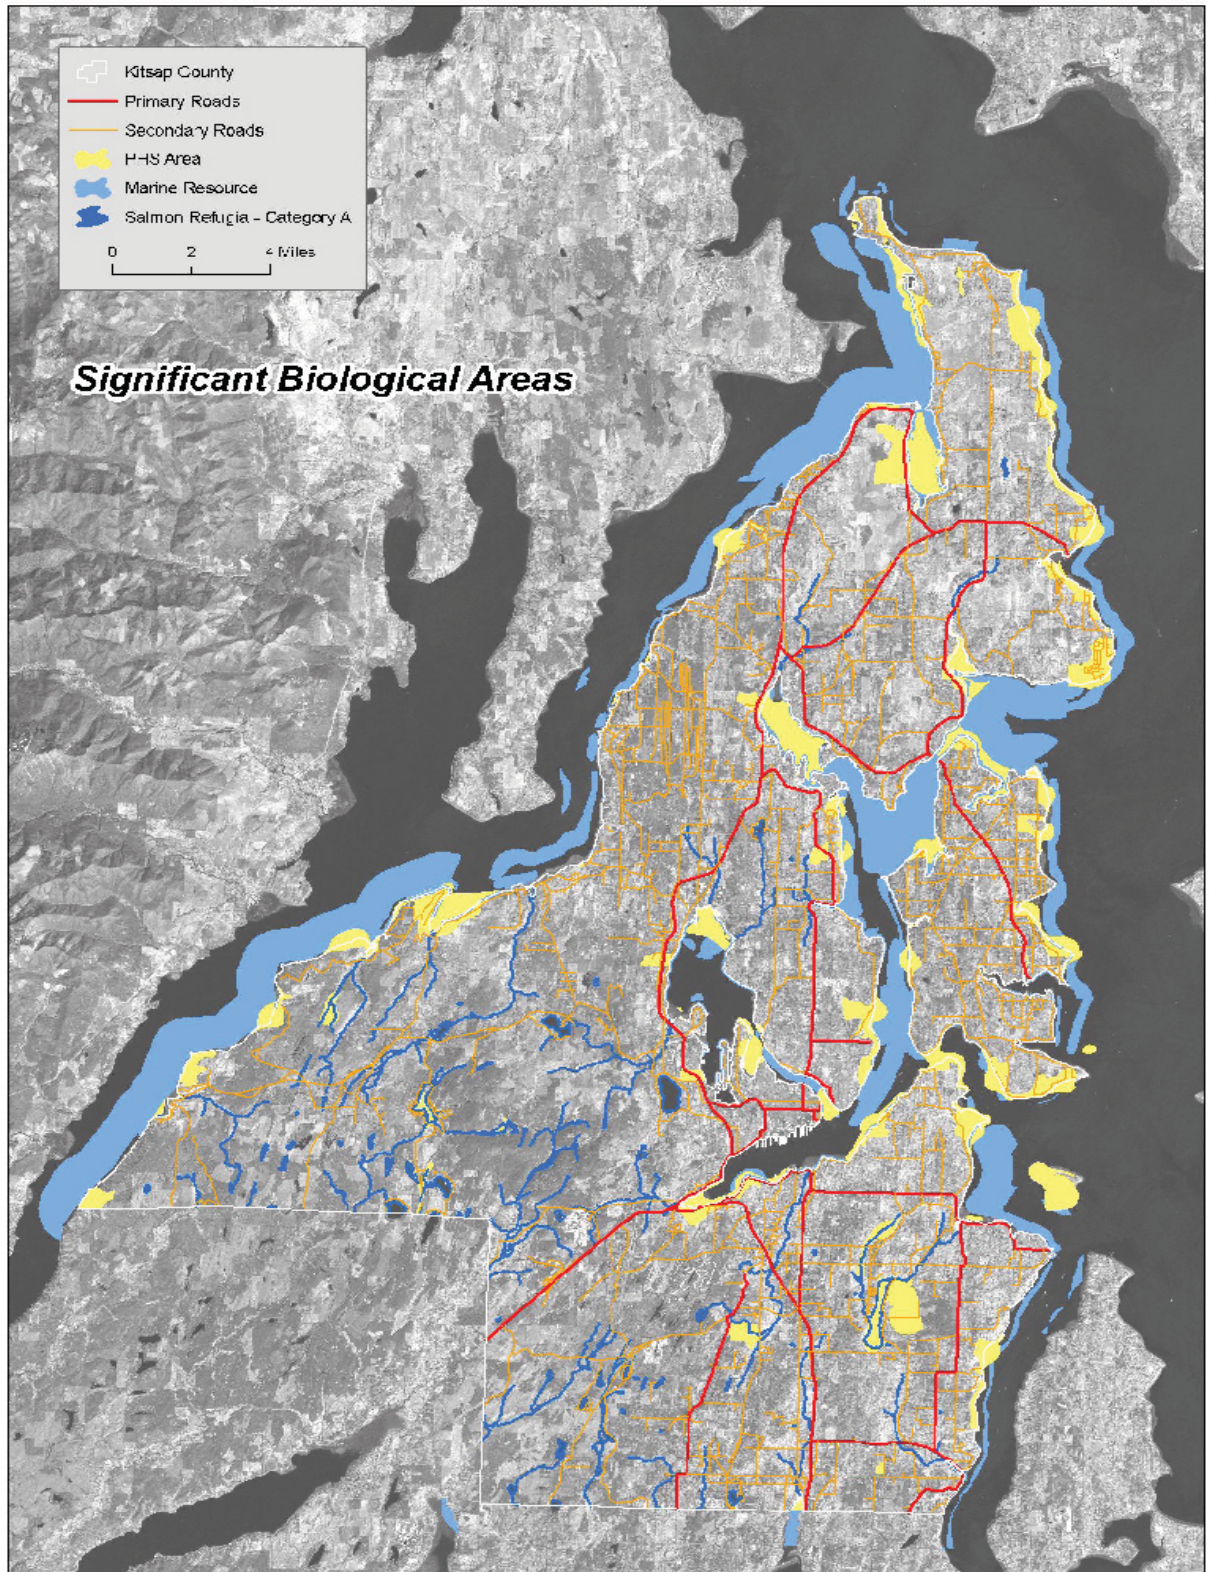 Kitsap County
Primary Roads
Secondary Roads
PHS Area
Marine Resource
Salmon Refugia - Category A
0 2 4 Miles
Significant Biological Areas